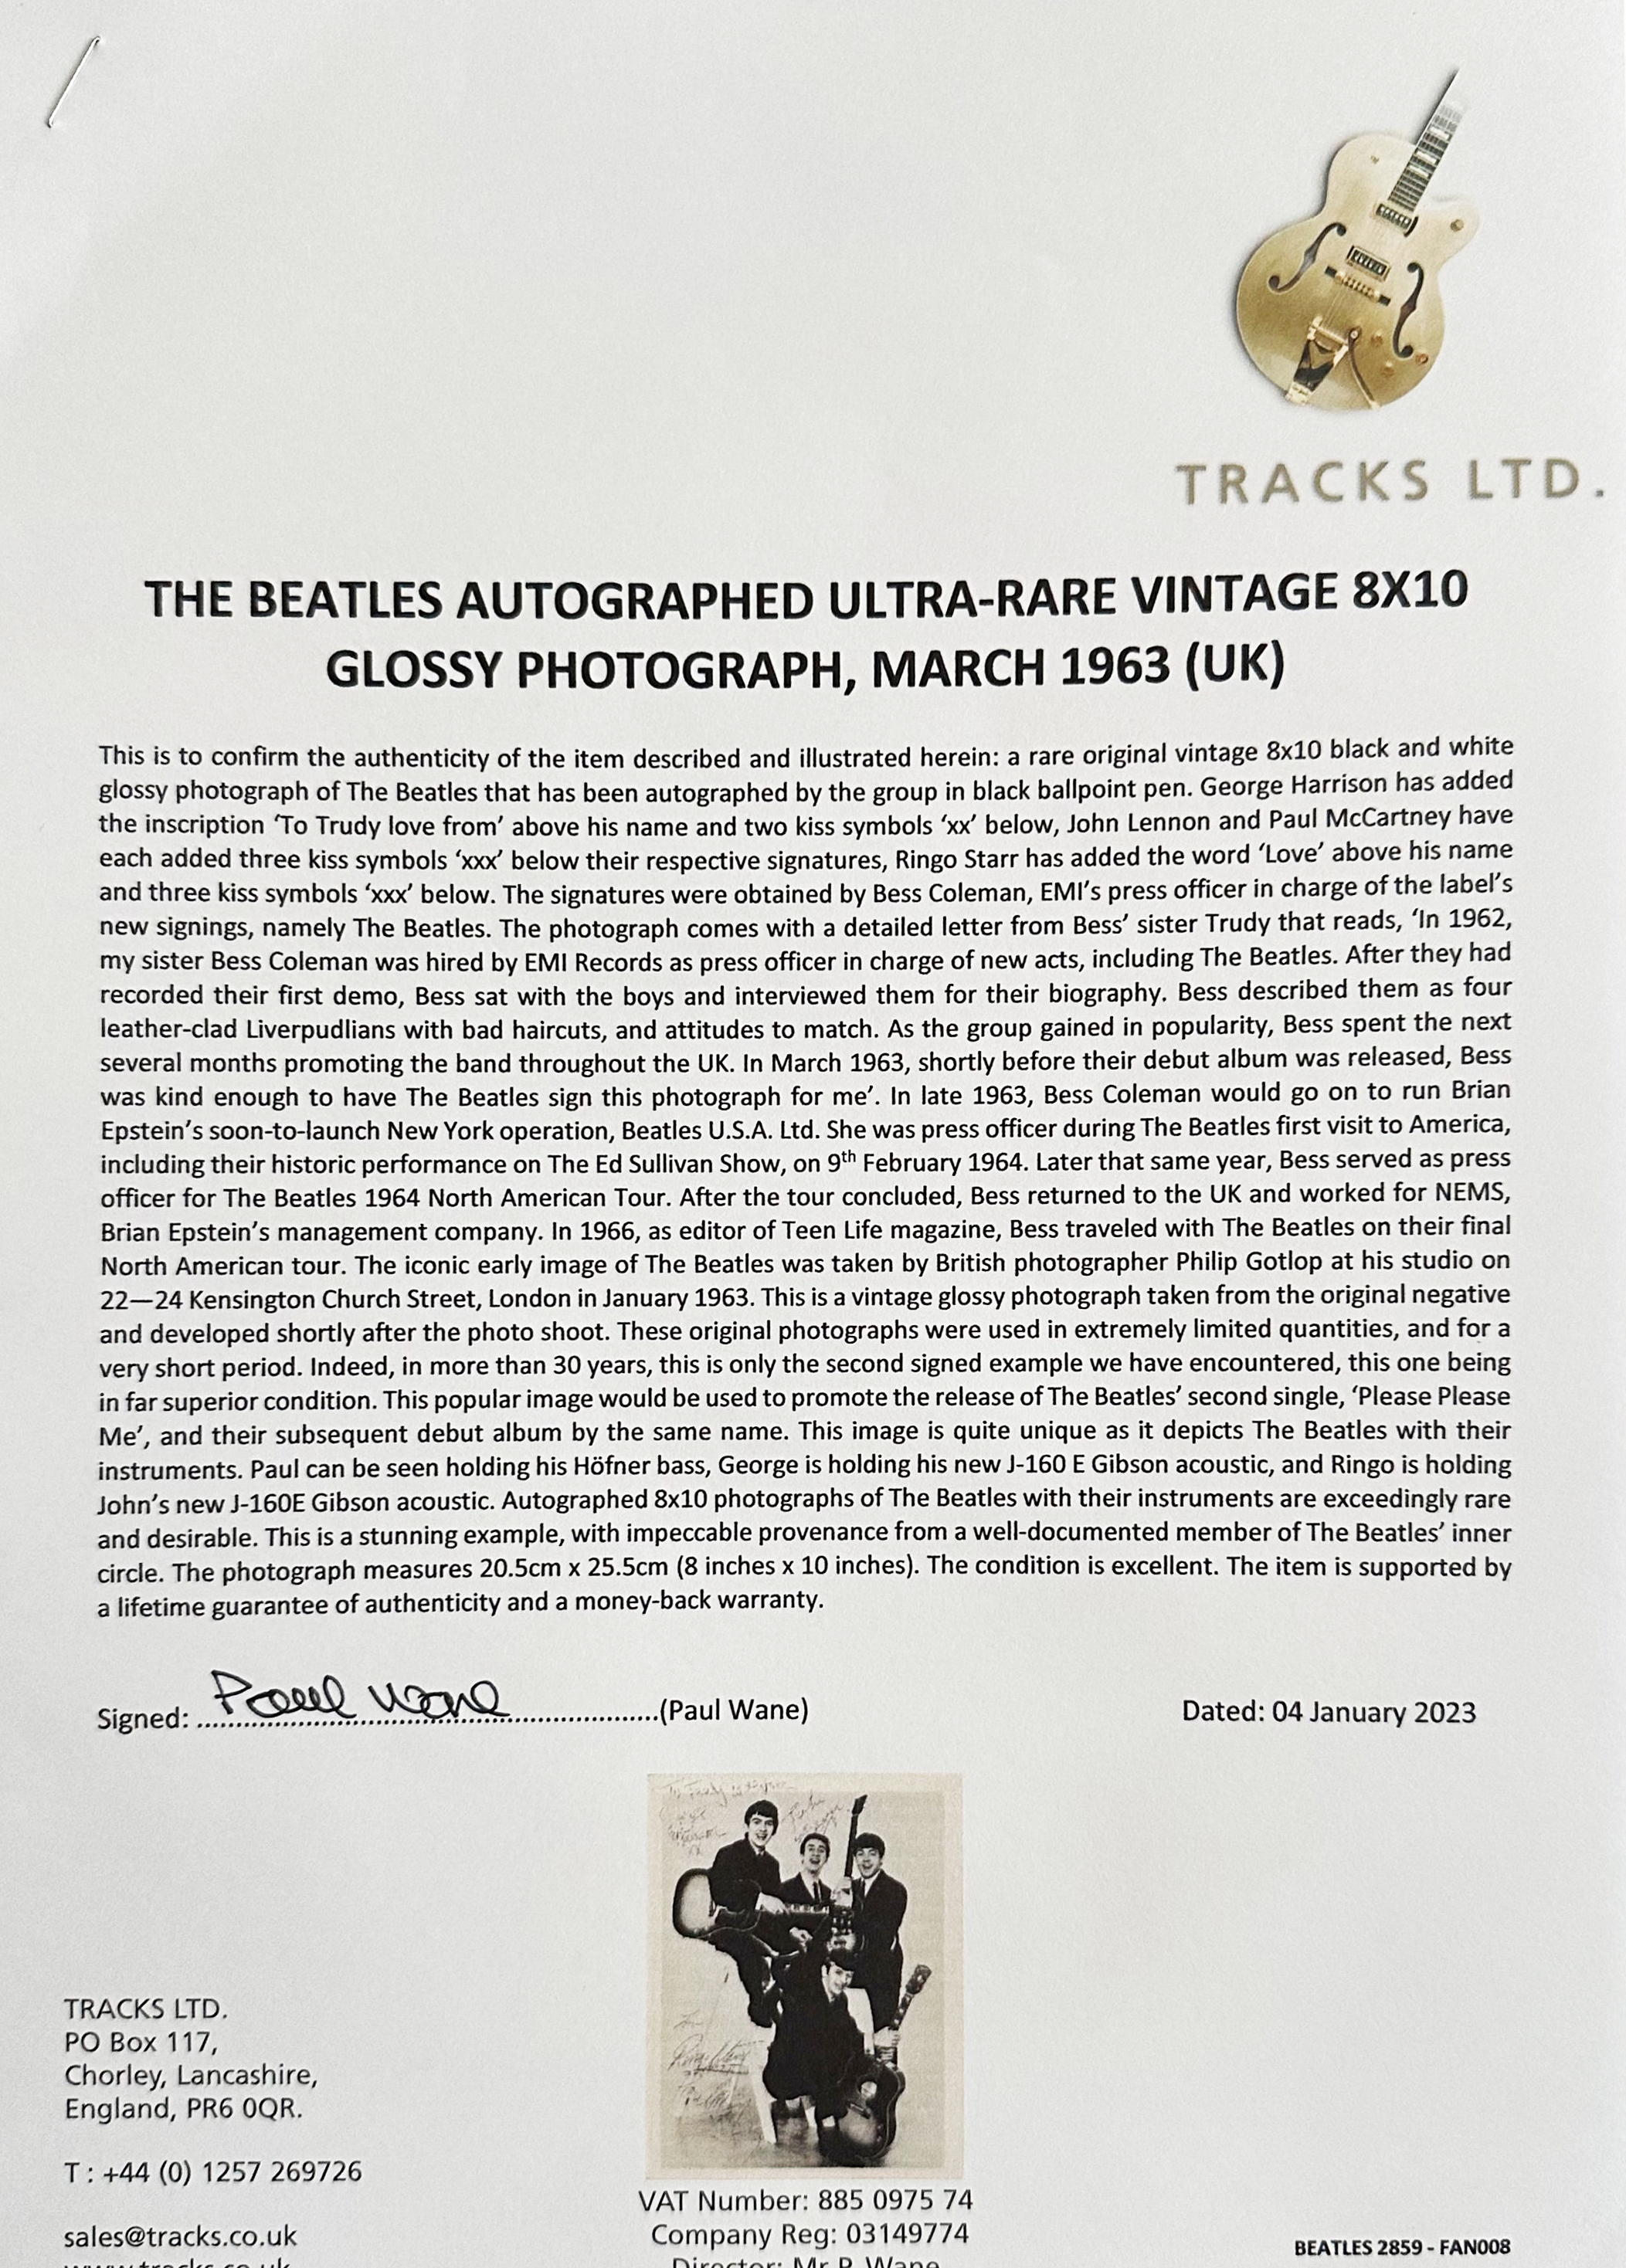 TRACKS LTD.
THE BEATLES AUTOGRAPHED ULTRA-RARE VINTAGE 8X10
GLOSSY PHOTOGRAPH, MARCH 1963 (UK)
This is to confirm the authenticity of the item described and illustrated herein: a rare original vintage 8x10 black and white
glossy photograph of The Beatles that has been autographed by the group in black ballpoint pen. George Harrison has added
the inscription ‘To Trudy love from’ above his name and two kiss symbols ‘xx’ below, John Lennon and Paul McCartney have
each added three kiss symbols ‘xxx’ below their respective signatures, Ringo Starr has added the word ‘Love’ above his name
and three kiss symbols ‘xxx’ below. The signatures were obtained by Bess Coleman, EMI’s press officer in charge of the label’s
new signings, namely The Beatles. The photograph comes with a detailed letter from Bess’ sister Trudy that reads, ‘In 1962,
my sister Bess Coleman was hired by EMI Records as press officer in charge of new acts, including The Beatles. After they had
recorded their first demo, Bess sat with the boys and interviewed them for their biography. Bess described them as four
leather-clad Liverpudlians with bad haircuts, and attitudes to match. As the group gained in popularity, Bess spent the next
several months promoting the band throughout the UK. In March 1963, shortly before their debut album was released, Bess
was kind enough to have The Beatles sign this photograph for me’. In late 1963, Bess Coleman would go on to run Brian
Epstein’s soon-to-launch New York operation, Beatles U.S.A. Ltd. She was press officer during The Beatles first visit to America,
including their historic performance on The Ed Sullivan Show, on 9th February 1964. Later that same year, Bess served as press
officer for The Beatles 1964 North American Tour. After the tour concluded, Bess returned to the UK and worked for NEMS,
Brian Epstein’s management company. In 1966, as editor of Teen Life magazine, Bess traveled with The Beatles on their final
North American tour. The iconic early image of The Beatles was taken by British photographer Philip Gotlop at his studio on
22—24 Kensington Church Street, London in January 1963. This is a vintage glossy photograph taken from the original negative
and developed shortly after the photo shoot. These original photographs were used in extremely limited quantities, and for a
very short period. Indeed, in more than 30 years, this is only the second signed example we have encountered, this one being
in far superior condition. This popular image would be used to promote the release of The Beatles’ second single, ‘Please Please
Me’, and their subsequent debut album by the same name. This image is quite unique as it depicts The Beatles with their
instruments. Paul can be seen holding his Höfner bass, George is holding his new J-160 E Gibson acoustic, and Ringo is holding
John’s new J-160E Gibson acoustic. Autographed 8x10 photographs of The Beatles with their instruments are exceedingly rare
and desirable. This is a stunning example, with impeccable provenance from a well-documented member of The Beatles’ inner
circle. The photograph measures 20.5cm x 25.5cm (8 inches x 10 inches). The condition is excellent. The item is supported by
a lifetime guarantee of authenticity and a money-back warranty.
Signed: Paul Wane (Paul Wane)
Dated: 04 January 2023
TRACKS LTD.
PO Box 117,
Chorley, Lancashire,
England, PR6 0QR.
T: +44 (0) 1257 269726
sales@tracks.co.uk
www.tracks.co.uk
VAT Number: 885 0975 74
Company Reg: 03149774
Director: Mr P. Wane
BEATLES 2859 - FAN008